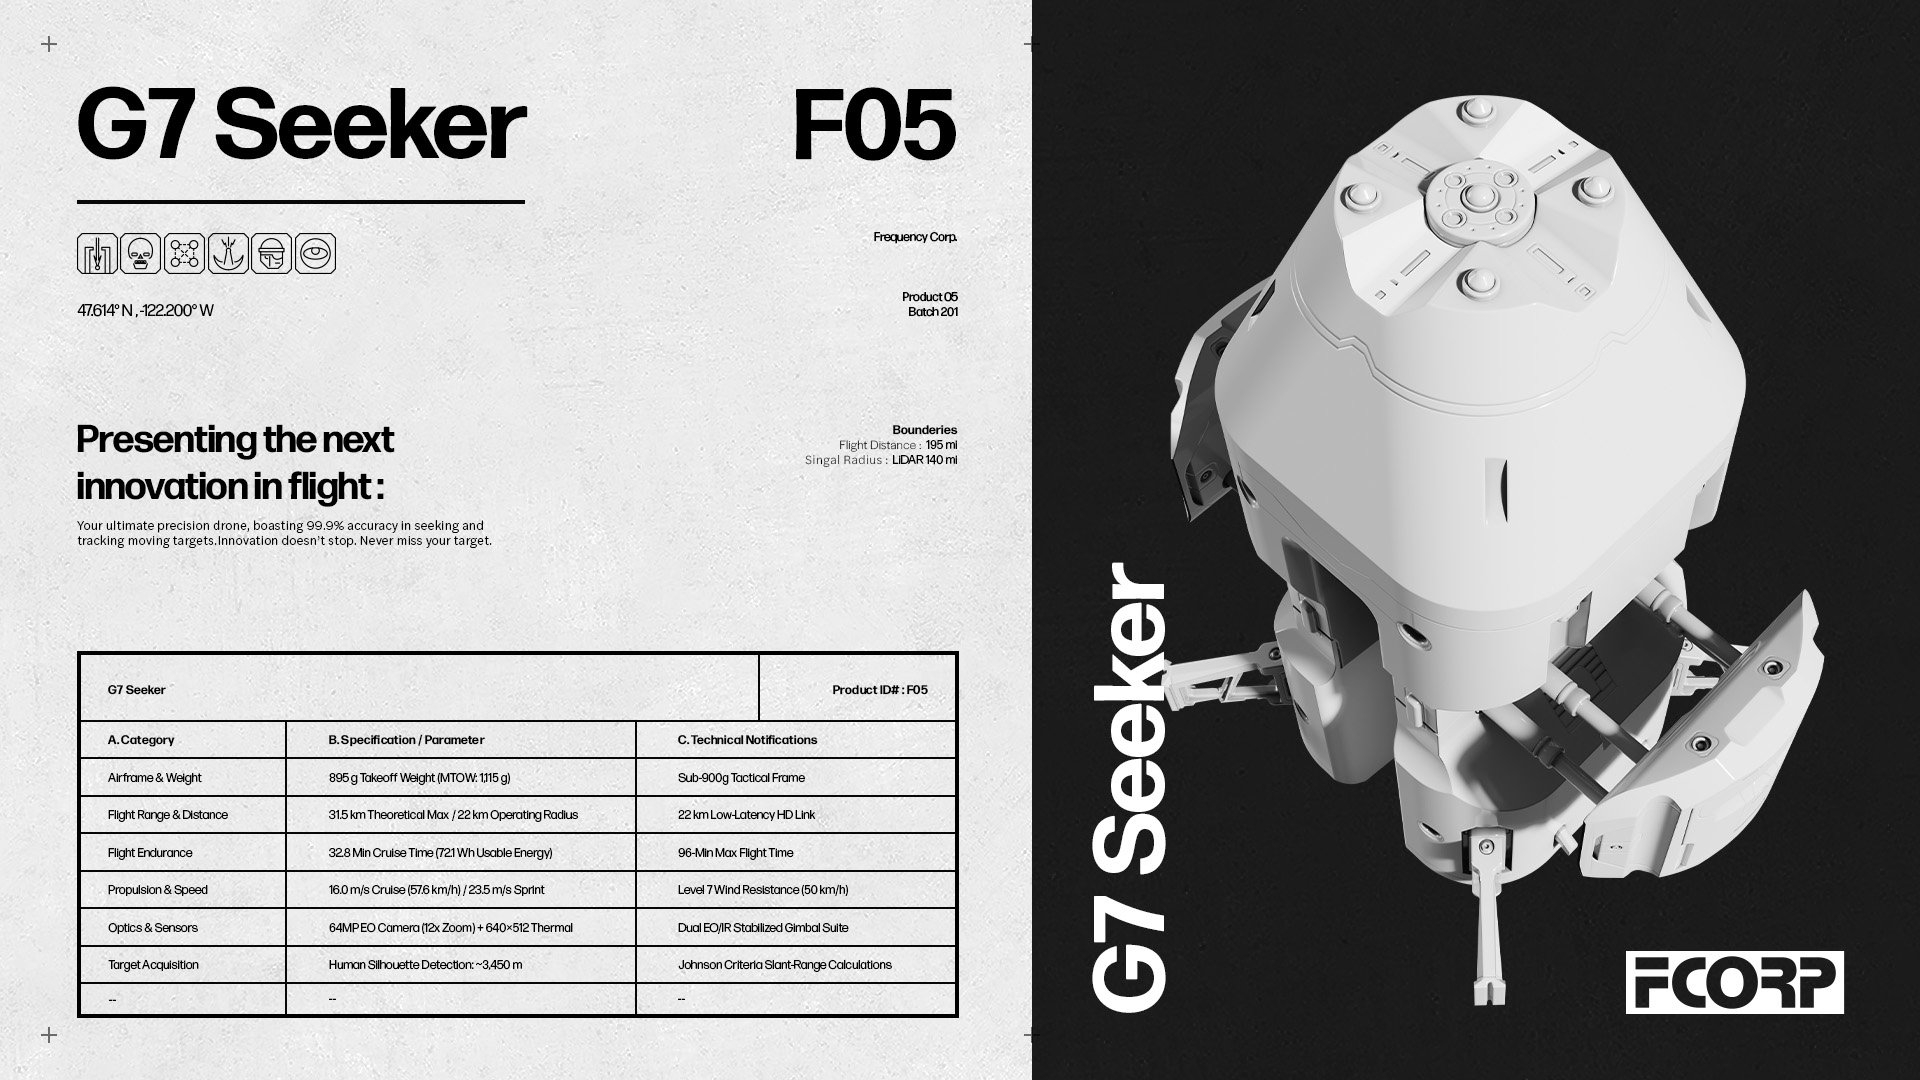 G7 Seeker
F05
Frequency Corp.
47.614° N , -122.200° W
Product 05
Batch 201
Presenting the next
innovation in flight :
Your ultimate precision drone, boasting 99.9% accuracy in seeking and
tracking moving targets.Innovation doesn't stop. Never miss your target.
Bounderies
Flight Distance : 195 mi
Singal Radius : LiDAR 140 mi
G7 Seeker
Product ID# : F05
A. Category
B. Specification / Parameter
C. Technical Notifications
Airframe & Weight
895 g Takeoff Weight (MTOW: 1,115 g)
Sub-900g Tactical Frame
Flight Range & Distance
31.5 km Theoretical Max / 22 km Operating Radius
22 km Low-Latency HD Link
Flight Endurance
32.8 Min Cruise Time (72.1 Wh Usable Energy)
96-Min Max Flight Time
Propulsion & Speed
16.0 m/s Cruise (57.6 km/h) / 23.5 m/s Sprint
Level 7 Wind Resistance (50 km/h)
Optics & Sensors
64MP EO Camera (12x Zoom) + 640×512 Thermal
Dual EO/IR Stabilized Gimbal Suite
Target Acquisition
Human Silhouette Detection: ~3,450 m
Johnson Criteria Slant-Range Calculations
--
--
--
G7 Seeker
FCORP